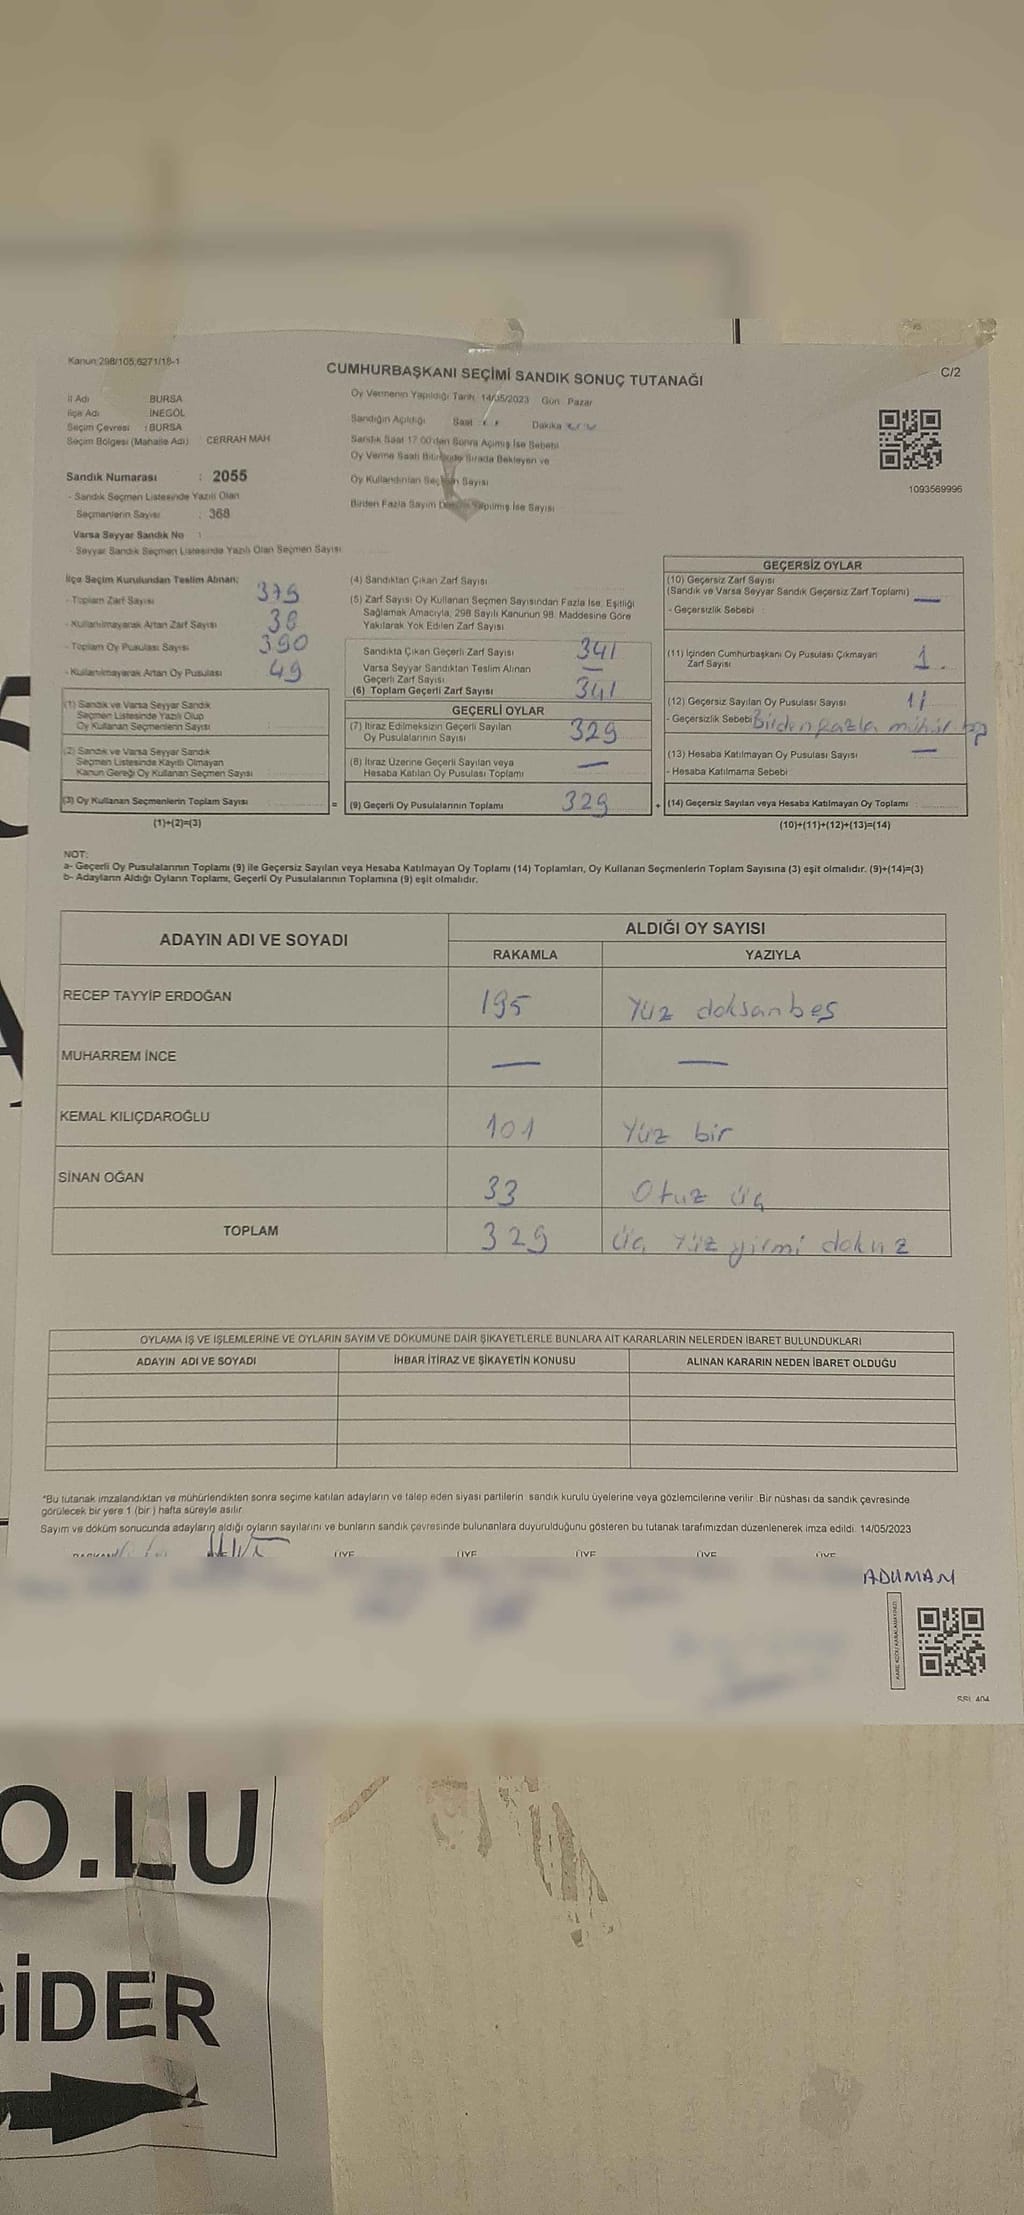 Kanun:298/105,6271/18-1
CUMHURBAŞKANI SEÇİMİ SANDIK SONUÇ TUTANAĞI
C/2
İl Adı BURSA
İlçe Adı İNEGÖL
Seçim Çevresi : BURSA
Seçim Bölgesi (Mahalle Adı) : CERRAH MAH
Sandık Numarası : 2055
- Sandık Seçmen Listesinde Yazılı Olan
Seçmenlerin Sayısı : 368
Varsa Seyyar Sandık No :
- Seyyar Sandık Seçmen Listesinde Yazılı Olan Seçmen Sayısı
Oy Vermenin Yapıldığı Tarih: 14/05/2023 Gün: Pazar
Sandığın Açıldığı Saat : Dakika
Sandık Saat 17.00'den Sonra Açılmış İse Sebebi
Oy Verme Saati Bitiminde Sırada Bekleyen ve
Oy Kullandırılan Seçmen Sayısı
Birden Fazla Sayım Yapılmış İse Sayısı
1093569996
İlçe Seçim Kurulundan Teslim Alınan;
- Toplam Zarf Sayısı 379
- Kullanılmayarak Artan Zarf Sayısı 38
- Toplam Oy Pusulası Sayısı 390
- Kullanılmayarak Artan Oy Pusulası 49
(1) Sandık ve Varsa Seyyar Sandık
Seçmen Listesinde Yazılı Olup
Oy Kullanan Seçmenlerin Sayısı
(2) Sandık ve Varsa Seyyar Sandık
Seçmen Listesinde Kayıtlı Olmayan
Kanun Gereği Oy Kullanan Seçmen Sayısı
(3) Oy Kullanan Seçmenlerin Toplam Sayısı =
(1)+(2)=(3)
(4) Sandıktan Çıkan Zarf Sayısı
(5) Zarf Sayısı Oy Kullanan Seçmen Sayısından Fazla İse, Eşitliği
Sağlamak Amacıyla, 298 Sayılı Kanunun 98. Maddesine Göre
Yakılarak Yok Edilen Zarf Sayısı
Sandıkta Çıkan Geçerli Zarf Sayısı 341
Varsa Seyyar Sandıktan Teslim Alınan
Geçerli Zarf Sayısı —
(6) Toplam Geçerli Zarf Sayısı 341
GEÇERLİ OYLAR
(7) İtiraz Edilmeksizin Geçerli Sayılan
Oy Pusulalarının Sayısı 329
(8) İtiraz Üzerine Geçerli Sayılan veya
Hesaba Katılan Oy Pusulası Toplamı —
(9) Geçerli Oy Pusulalarının Toplamı 329 +
GEÇERSİZ OYLAR
(10) Geçersiz Zarf Sayısı
(Sandık ve Varsa Seyyar Sandık Geçersiz Zarf Toplamı) —
- Geçersizlik Sebebi :
(11) İçinden Cumhurbaşkanı Oy Pusulası Çıkmayan
Zarf Sayısı 1
(12) Geçersiz Sayılan Oy Pusulası Sayısı 11
- Geçersizlik Sebebi Birden fazla mühür
(13) Hesaba Katılmayan Oy Pusulası Sayısı —
- Hesaba Katılmama Sebebi
(14) Geçersiz Sayılan veya Hesaba Katılmayan Oy Toplamı :
(10)+(11)+(12)+(13)=(14)
NOT:
a- Geçerli Oy Pusulalarının Toplamı (9) ile Geçersiz Sayılan veya Hesaba Katılmayan Oy Toplamı (14) Toplamları, Oy Kullanan Seçmenlerin Toplam Sayısına (3) eşit olmalıdır. (9)+(14)=(3)
b- Adayların Aldığı Oyların Toplamı, Geçerli Oy Pusulalarının Toplamına (9) eşit olmalıdır.
ADAYIN ADI VE SOYADI
ALDIĞI OY SAYISI
RAKAMLA YAZIYLA
RECEP TAYYİP ERDOĞAN 195 Yüz doksanbeş
MUHARREM İNCE — —
KEMAL KILIÇDAROĞLU 101 Yüz bir
SİNAN OĞAN 33 Otuz üç
TOPLAM 329 Üç Yüz yirmi dokuz
OYLAMA İŞ VE İŞLEMLERİNE VE OYLARIN SAYIM VE DÖKÜMÜNE DAİR ŞİKAYETLERLE BUNLARA AİT KARARLARIN NELERDEN İBARET BULUNDUKLARI
ADAYIN ADI VE SOYADI İHBAR İTİRAZ VE ŞİKAYETİN KONUSU ALINAN KARARIN NEDEN İBARET OLDUĞU
*Bu tutanak imzalandıktan ve mühürlendikten sonra seçime katılan adayların ve talep eden siyasi partilerin sandık kurulu üyelerine veya gözlemcilerine verilir. Bir nüshası da sandık çevresinde
görülecek bir yere 1 (bir) hafta süreyle asılır.
Sayım ve döküm sonucunda adayların aldığı oyların sayılarını ve bunların sandık çevresinde bulunanlara duyurulduğunu gösteren bu tutanak tarafımızdan düzenlenerek imza edildi. 14/05/2023
BAŞKAN ÜYE ÜYE ÜYE ÜYE ÜYE
ADUMAN
SSL 404
O.LU
GİDER